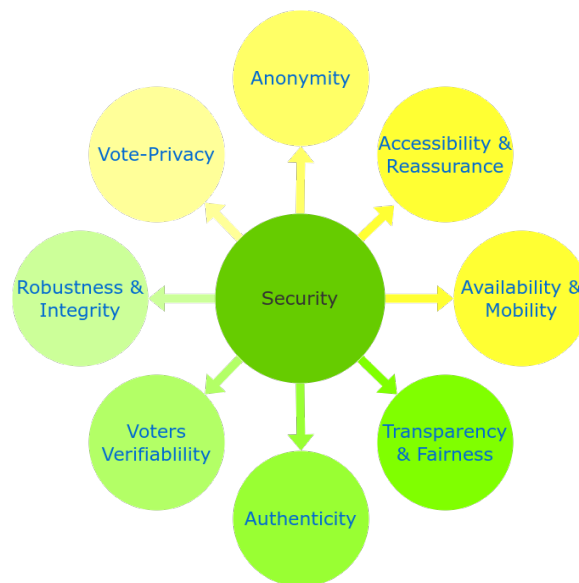 Anonymity
Vote-Privacy
Accessibility &
Reassurance
Robustness &
Integrity
Security
Availability &
Mobility
Voters
Verifiablility
Transparency
& Fairness
Authenticity